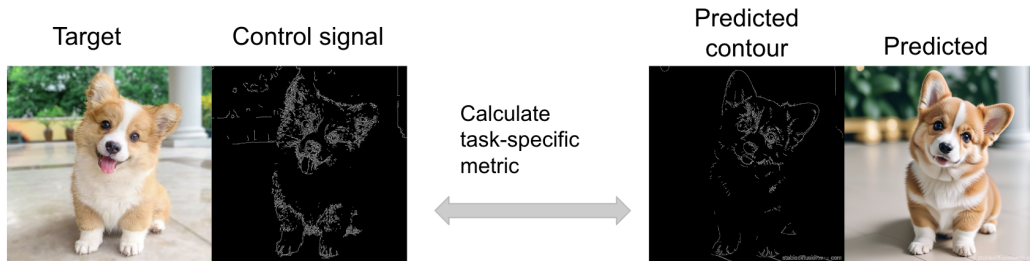 Target
Control signal
Calculate
task-specific
metric
Predicted
contour
Predicted